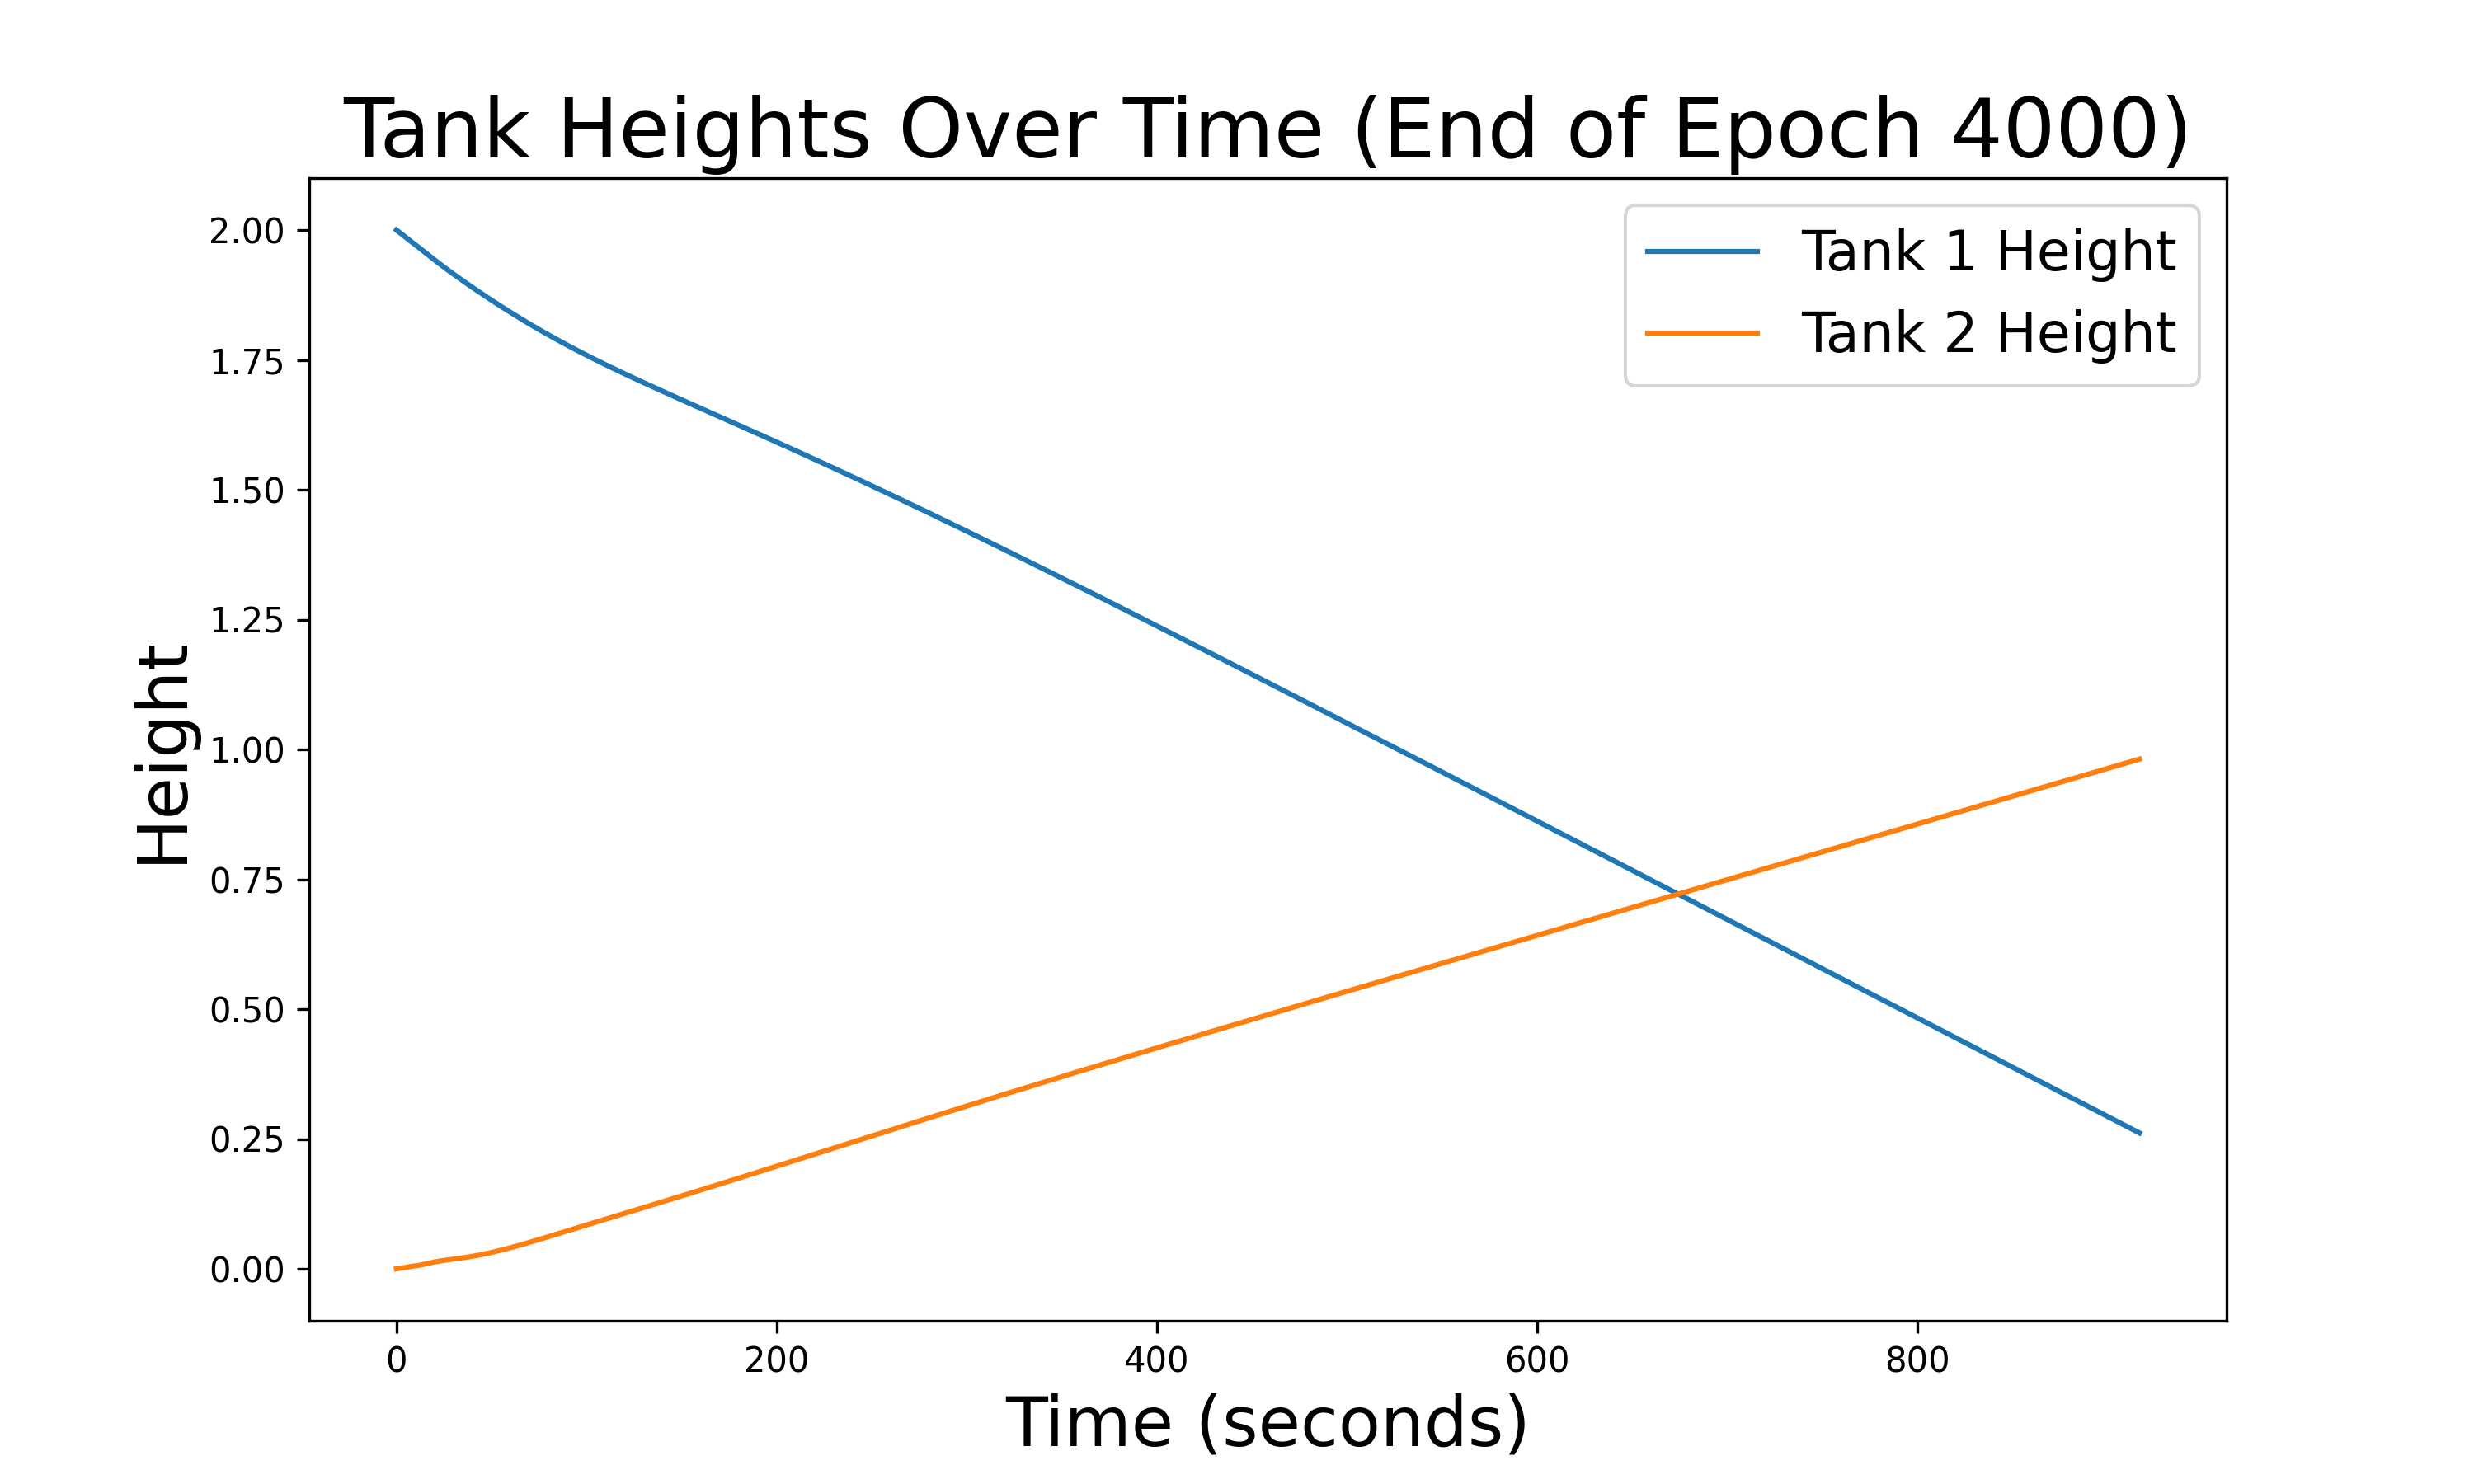 Tank Heights Over Time (End of Epoch 4000)
Tank 1 Height
Tank 2 Height
Height
2.00
1.75
1.50
1.25
1.00
0.75
0.50
0.25
0.00
0 200 400 600 800
Time (seconds)